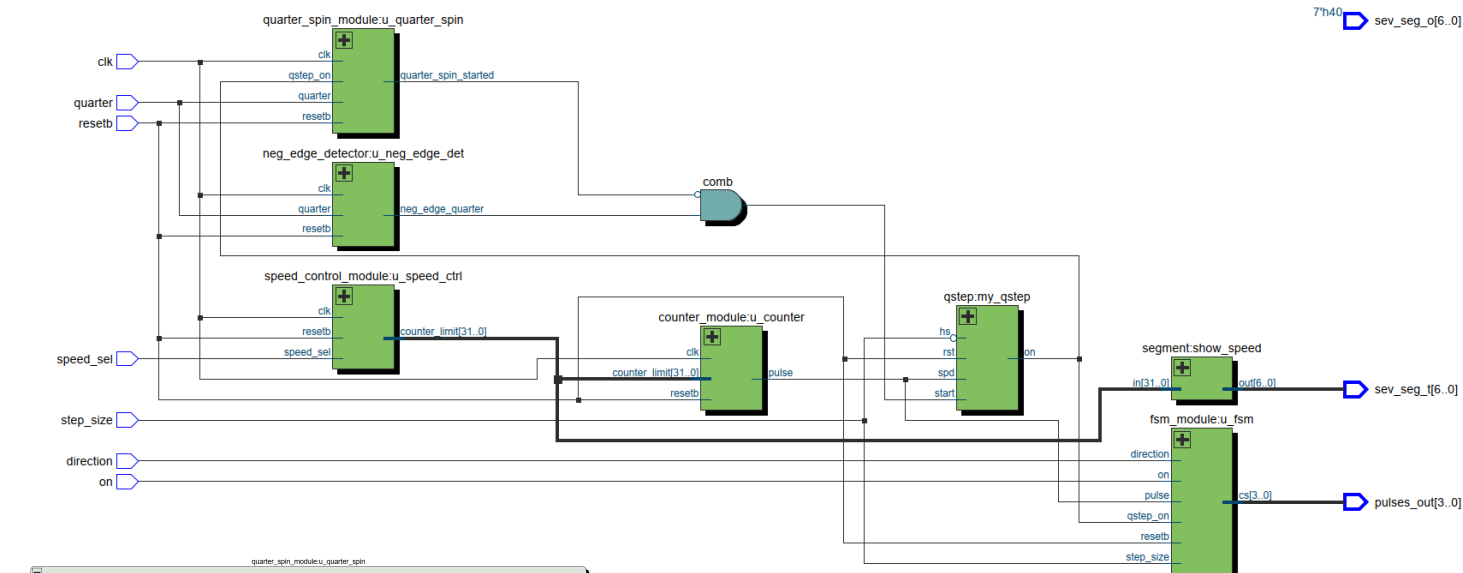 7'h40
sev_seg_o[6..0]
quarter_spin_module:u_quarter_spin
clk
clk
qstep_on
quarter_spin_started
quarter
quarter
resetb
resetb
neg_edge_detector:u_neg_edge_det
clk
quarter
neg_edge_quarter
resetb
comb
speed_control_module:u_speed_ctrl
clk
resetb
counter_limit[31..0]
speed_sel
speed_sel
counter_module:u_counter
clk
counter_limit[31..0]
pulse
resetb
qstep:my_qstep
hs
rst
on
spd
start
segment:show_speed
in[31..0]
out[6..0]
sev_seg_t[6..0]
step_size
fsm_module:u_fsm
direction
direction
on
on
pulse
cs[3..0]
pulses_out[3..0]
qstep_on
resetb
step_size
quarter_spin_module:u_quarter_spin